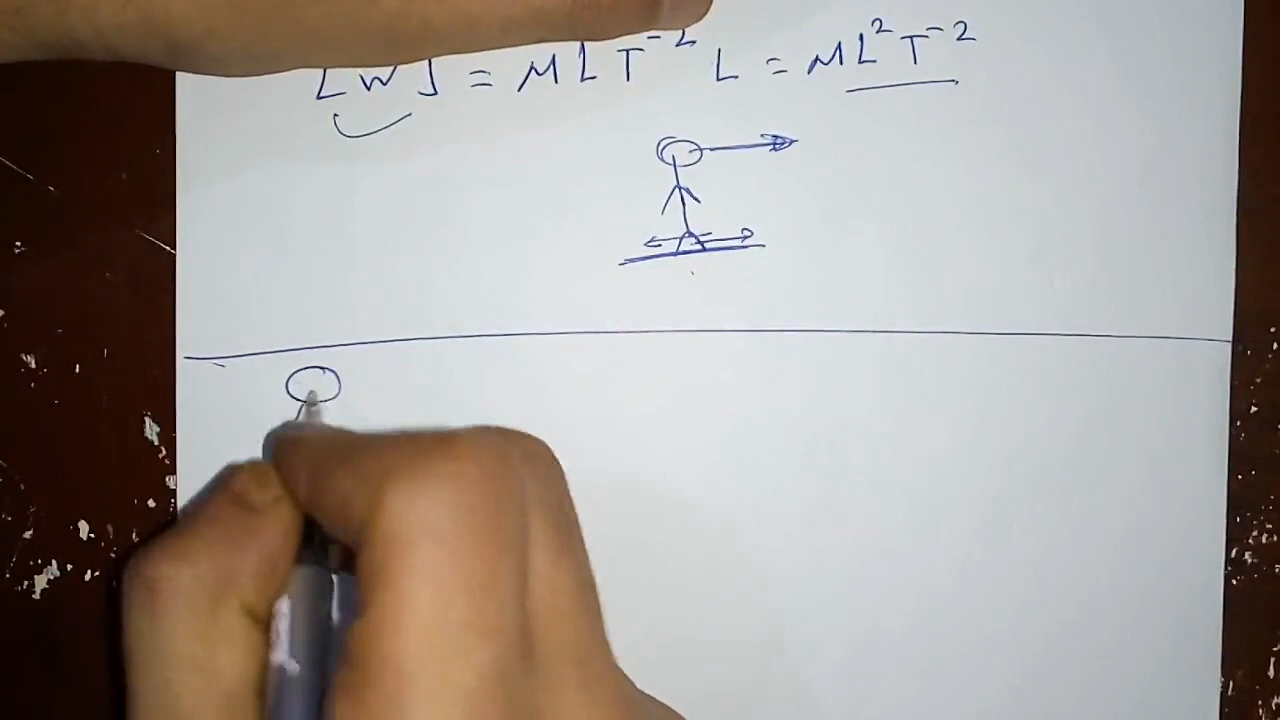 [W] = MLT⁻² L = ML²T⁻²